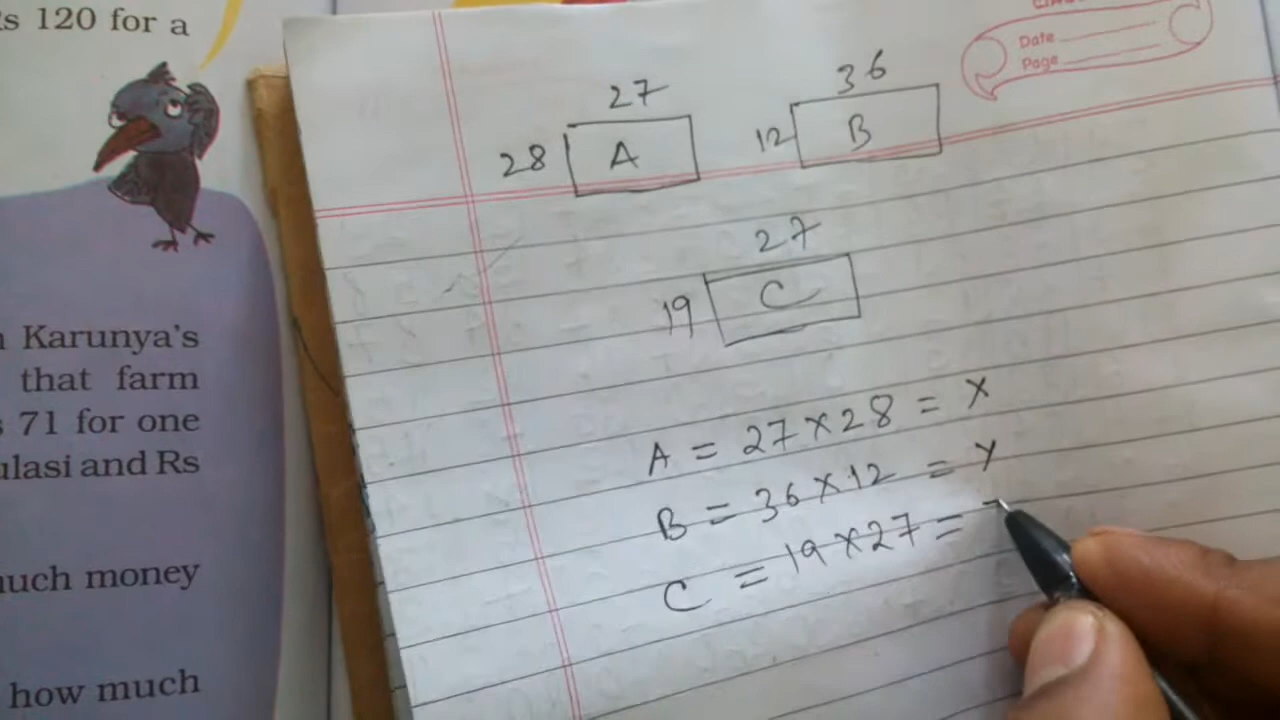 s 120 for a
Date
Page
27
28 A
36
12 B
27
19 C
Karunya's
that farm
71 for one
ulasi and Rs
uch money
how much
A = 27 × 28 = X
B = 36 × 12 = Y
C = 19 × 27 =